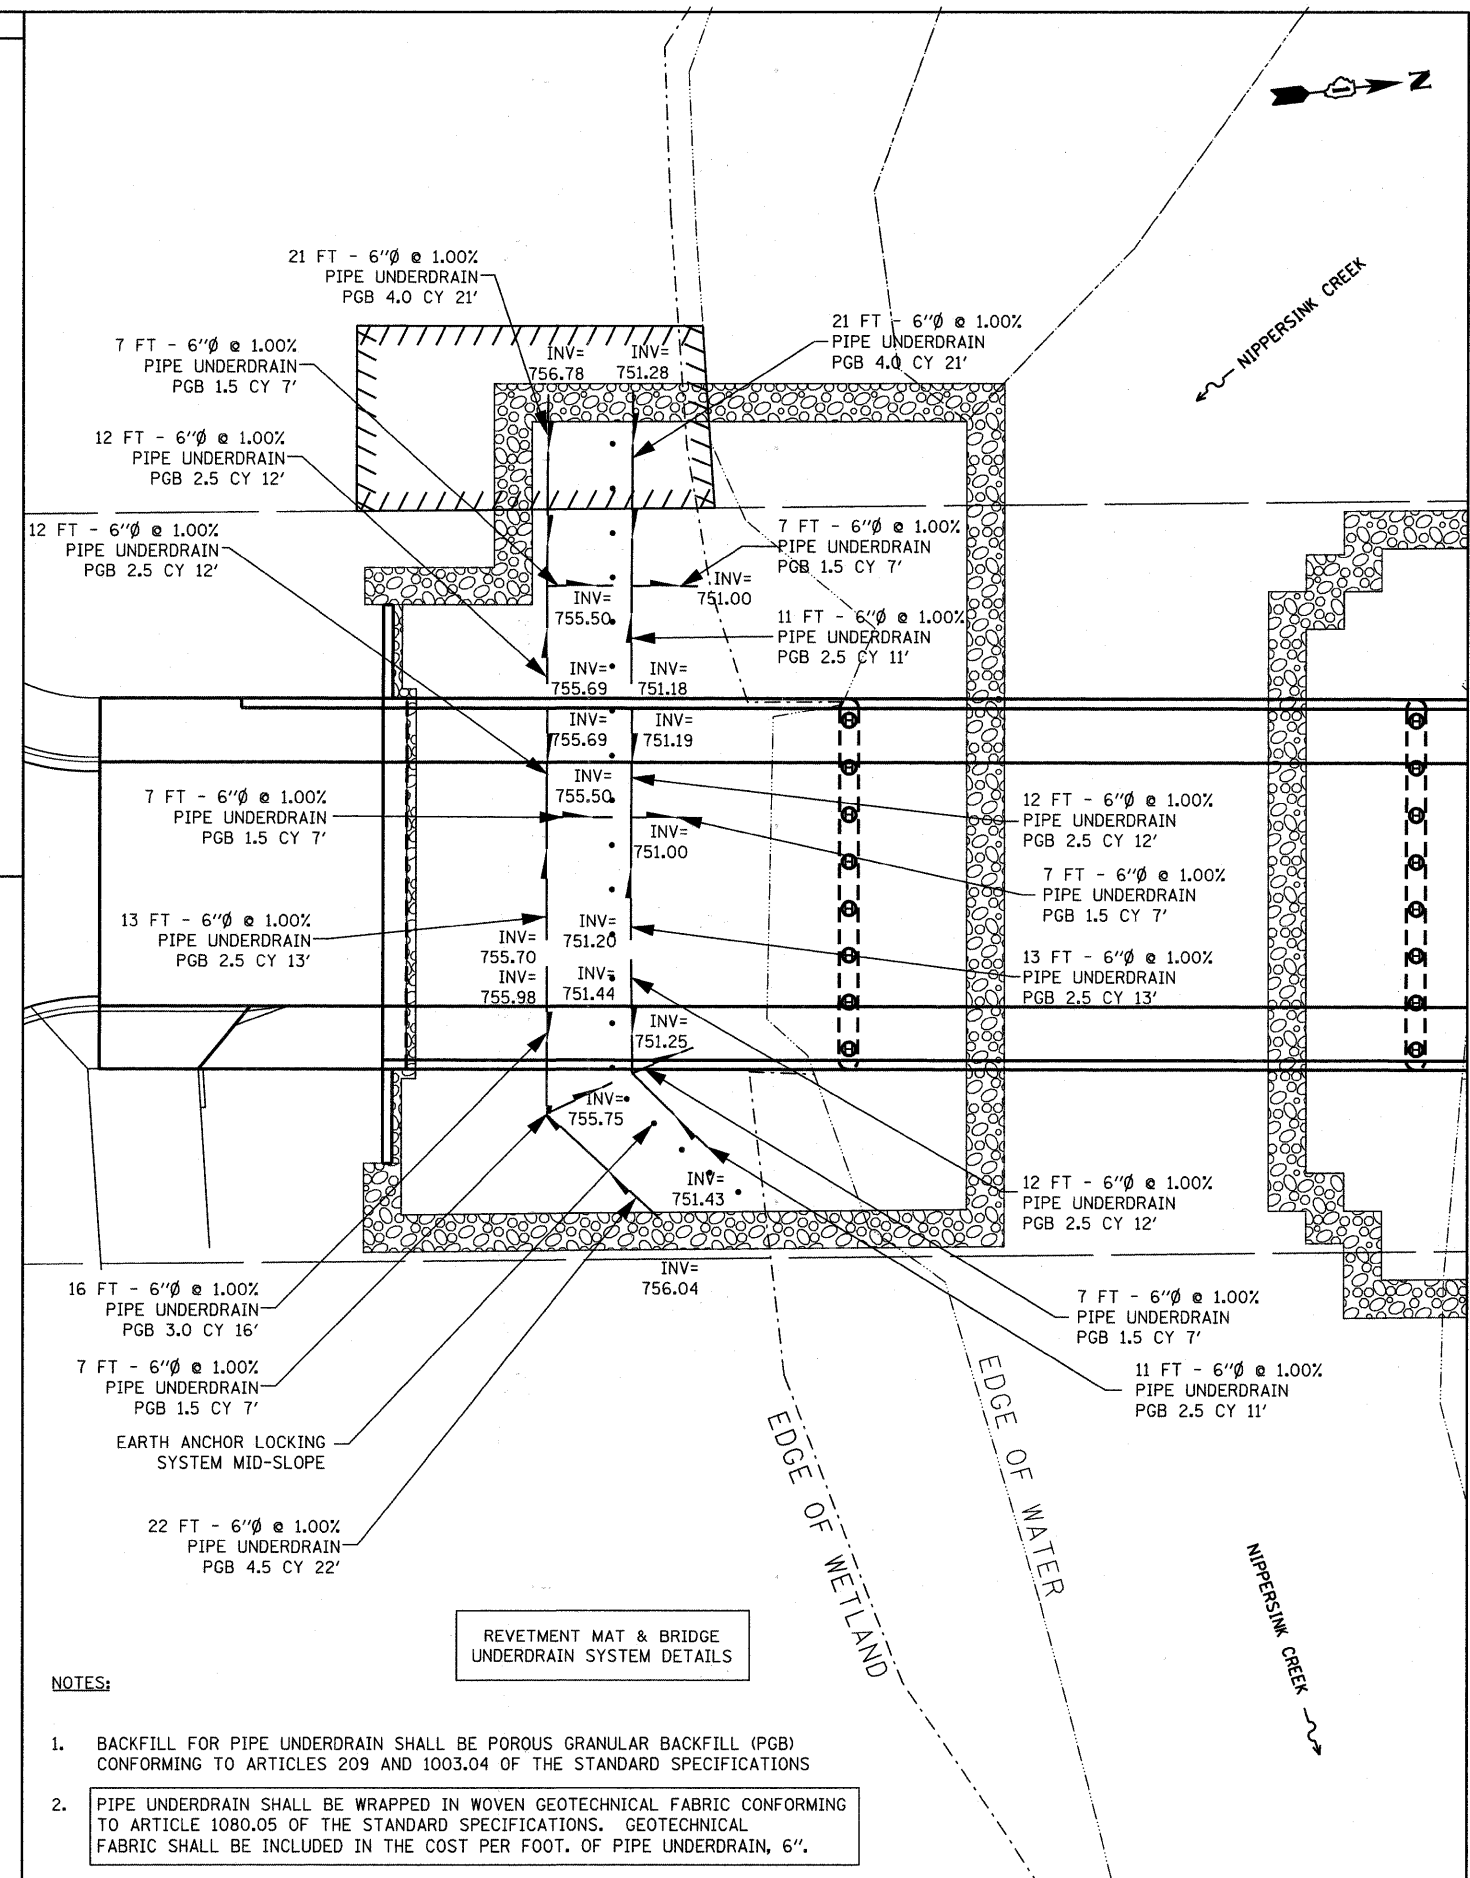 N
NIPPERSINK CREEK
21 FT - 6"Ø @ 1.00%
PIPE UNDERDRAIN
PGB 4.0 CY 21'
21 FT - 6"Ø @ 1.00%
PIPE UNDERDRAIN
PGB 4.0 CY 21'
7 FT - 6"Ø @ 1.00%
PIPE UNDERDRAIN
PGB 1.5 CY 7'
INV=
756.78
INV=
751.28
12 FT - 6"Ø @ 1.00%
PIPE UNDERDRAIN
PGB 2.5 CY 12'
12 FT - 6"Ø @ 1.00%
PIPE UNDERDRAIN
PGB 2.5 CY 12'
7 FT - 6"Ø @ 1.00%
PIPE UNDERDRAIN
PGB 1.5 CY 7'
INV=
755.50
INV=
751.00
11 FT - 6"Ø @ 1.00%
PIPE UNDERDRAIN
PGB 2.5 CY 11'
INV=
755.69
INV=
751.18
INV=
755.69
INV=
751.19
INV=
755.50
7 FT - 6"Ø @ 1.00%
PIPE UNDERDRAIN
PGB 1.5 CY 7'
12 FT - 6"Ø @ 1.00%
PIPE UNDERDRAIN
PGB 2.5 CY 12'
INV=
751.00
7 FT - 6"Ø @ 1.00%
PIPE UNDERDRAIN
PGB 1.5 CY 7'
13 FT - 6"Ø @ 1.00%
PIPE UNDERDRAIN
PGB 2.5 CY 13'
INV=
755.70
INV=
751.20
13 FT - 6"Ø @ 1.00%
PIPE UNDERDRAIN
PGB 2.5 CY 13'
INV=
755.98
INV=
751.44
INV=
751.25
INV=
755.75
INV=
751.43
12 FT - 6"Ø @ 1.00%
PIPE UNDERDRAIN
PGB 2.5 CY 12'
INV=
756.04
16 FT - 6"Ø @ 1.00%
PIPE UNDERDRAIN
PGB 3.0 CY 16'
7 FT - 6"Ø @ 1.00%
PIPE UNDERDRAIN
PGB 1.5 CY 7'
7 FT - 6"Ø @ 1.00%
PIPE UNDERDRAIN
PGB 1.5 CY 7'
11 FT - 6"Ø @ 1.00%
PIPE UNDERDRAIN
PGB 2.5 CY 11'
EARTH ANCHOR LOCKING
SYSTEM MID-SLOPE
22 FT - 6"Ø @ 1.00%
PIPE UNDERDRAIN
PGB 4.5 CY 22'
EDGE OF WETLAND
EDGE OF WATER
NIPPERSINK CREEK
REVETMENT MAT & BRIDGE
UNDERDRAIN SYSTEM DETAILS
NOTES:
1. BACKFILL FOR PIPE UNDERDRAIN SHALL BE POROUS GRANULAR BACKFILL (PGB)
CONFORMING TO ARTICLES 209 AND 1003.04 OF THE STANDARD SPECIFICATIONS
2. PIPE UNDERDRAIN SHALL BE WRAPPED IN WOVEN GEOTECHNICAL FABRIC CONFORMING
TO ARTICLE 1080.05 OF THE STANDARD SPECIFICATIONS. GEOTECHNICAL
FABRIC SHALL BE INCLUDED IN THE COST PER FOOT. OF PIPE UNDERDRAIN, 6".